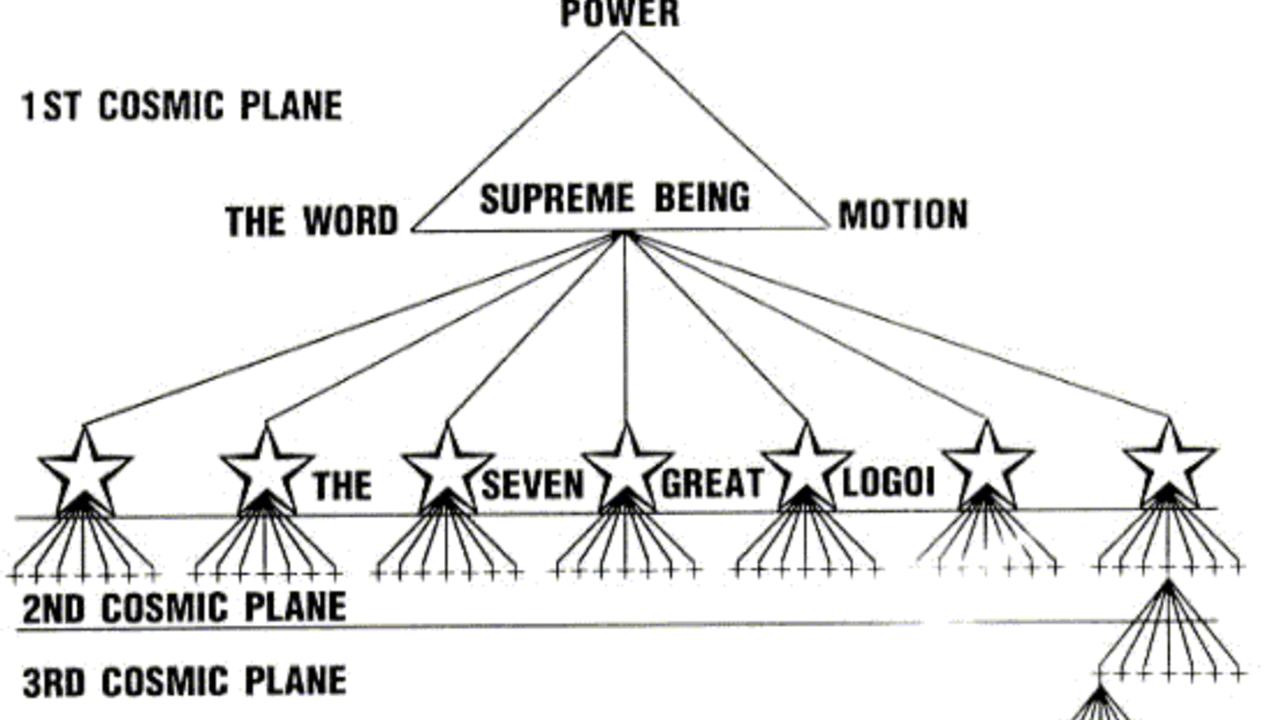 POWER
1ST COSMIC PLANE
SUPREME BEING
THE WORD
MOTION
THE SEVEN GREAT LOGOI
2ND COSMIC PLANE
3RD COSMIC PLANE